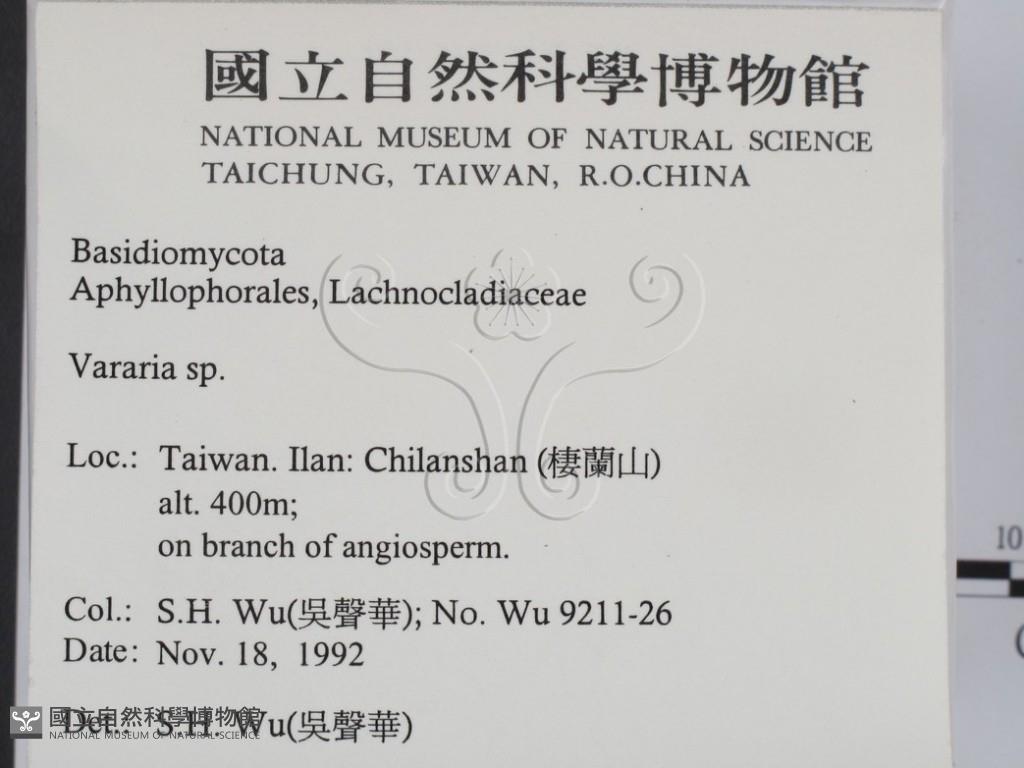 國立自然科學博物館
NATIONAL MUSEUM OF NATURAL SCIENCE
TAICHUNG, TAIWAN, R.O.CHINA
Basidiomycota
Aphyllophorales, Lachnocladiaceae
Vararia sp.
Loc.: Taiwan. Ilan: Chilanshan (棲蘭山)
alt. 400m;
on branch of angiosperm.
10
Col.: S.H. Wu(吳聲華); No. Wu 9211-26
Date: Nov. 18, 1992
Det.: S.H. Wu(吳聲華)
國立自然科學博物館
NATIONAL MUSEUM OF NATURAL SCIENCE